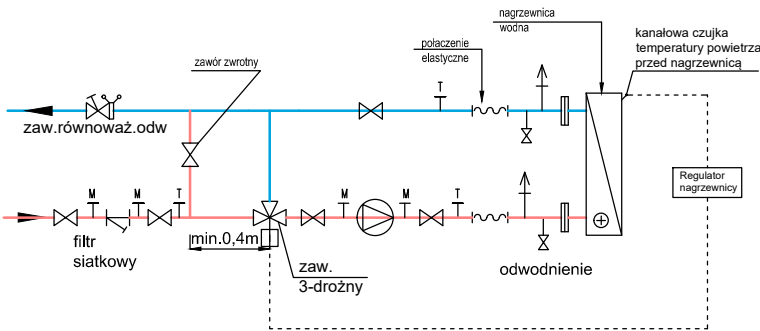 nagrzewnica
wodna
połaczenie
elastyczne
kanałowa czujka
temperatury powietrza
przed nagrzewnicą
zawór zwrotny
T
zaw.równoważ.odw
Regulator
nagrzewnicy
M
M
T
M
M
T
min.0,4m
filtr
siatkowy
zaw.
3-drożny
odwodnienie